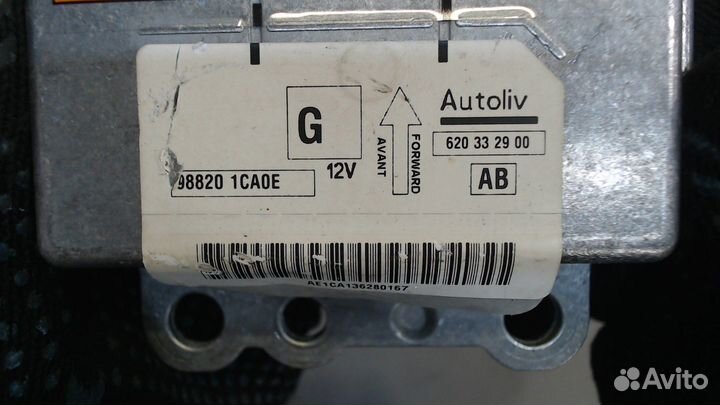 G
12V
98820 1CA0E
AVANT
FORWARD
Autoliv
620 33 29 00
AB
AE1CA136280167
Avito